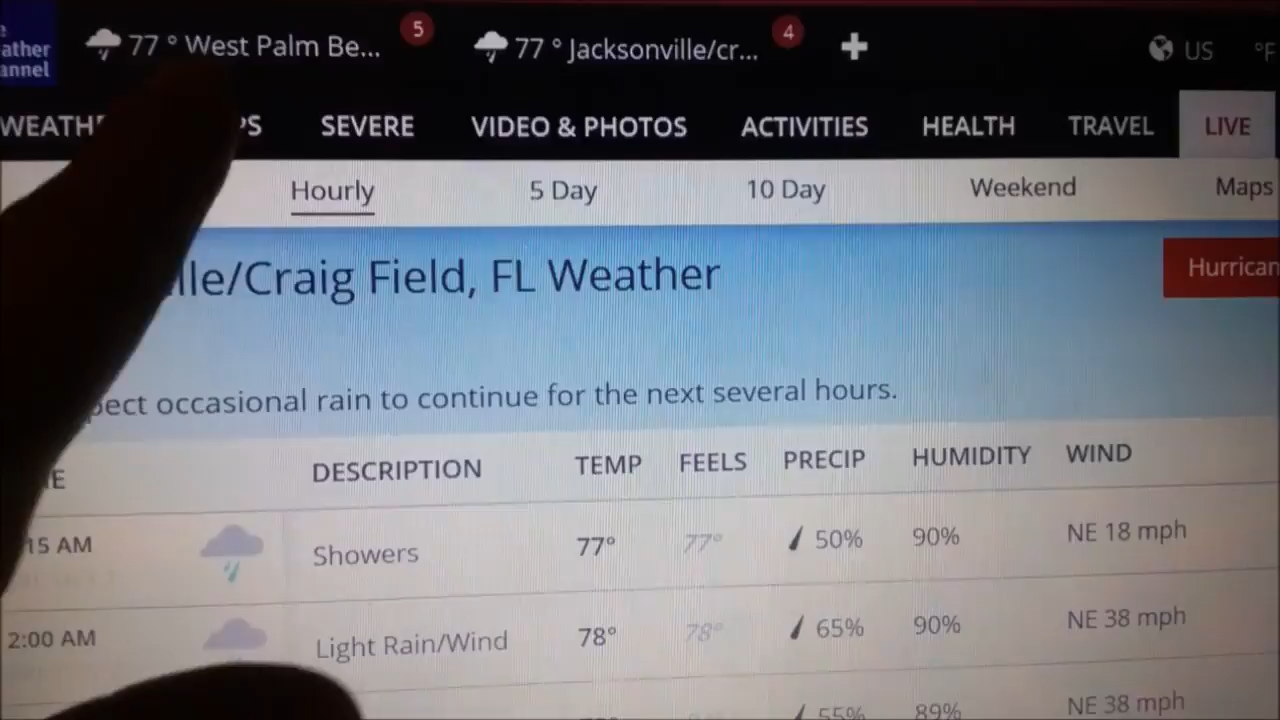 77 ° West Palm Be... 5 77 ° Jacksonville/cr... 4 US °F
SEVERE VIDEO & PHOTOS ACTIVITIES HEALTH TRAVEL LIVE
Hourly 5 Day 10 Day Weekend Maps
lle/Craig Field, FL Weather
occasional rain to continue for the next several hours.
DESCRIPTION TEMP FEELS PRECIP HUMIDITY WIND
15 AM Showers 77° 77° 50% 90% NE 18 mph
2:00 AM Light Rain/Wind 78° 78° 65% 90% NE 38 mph
55% 89% NE 38 mph